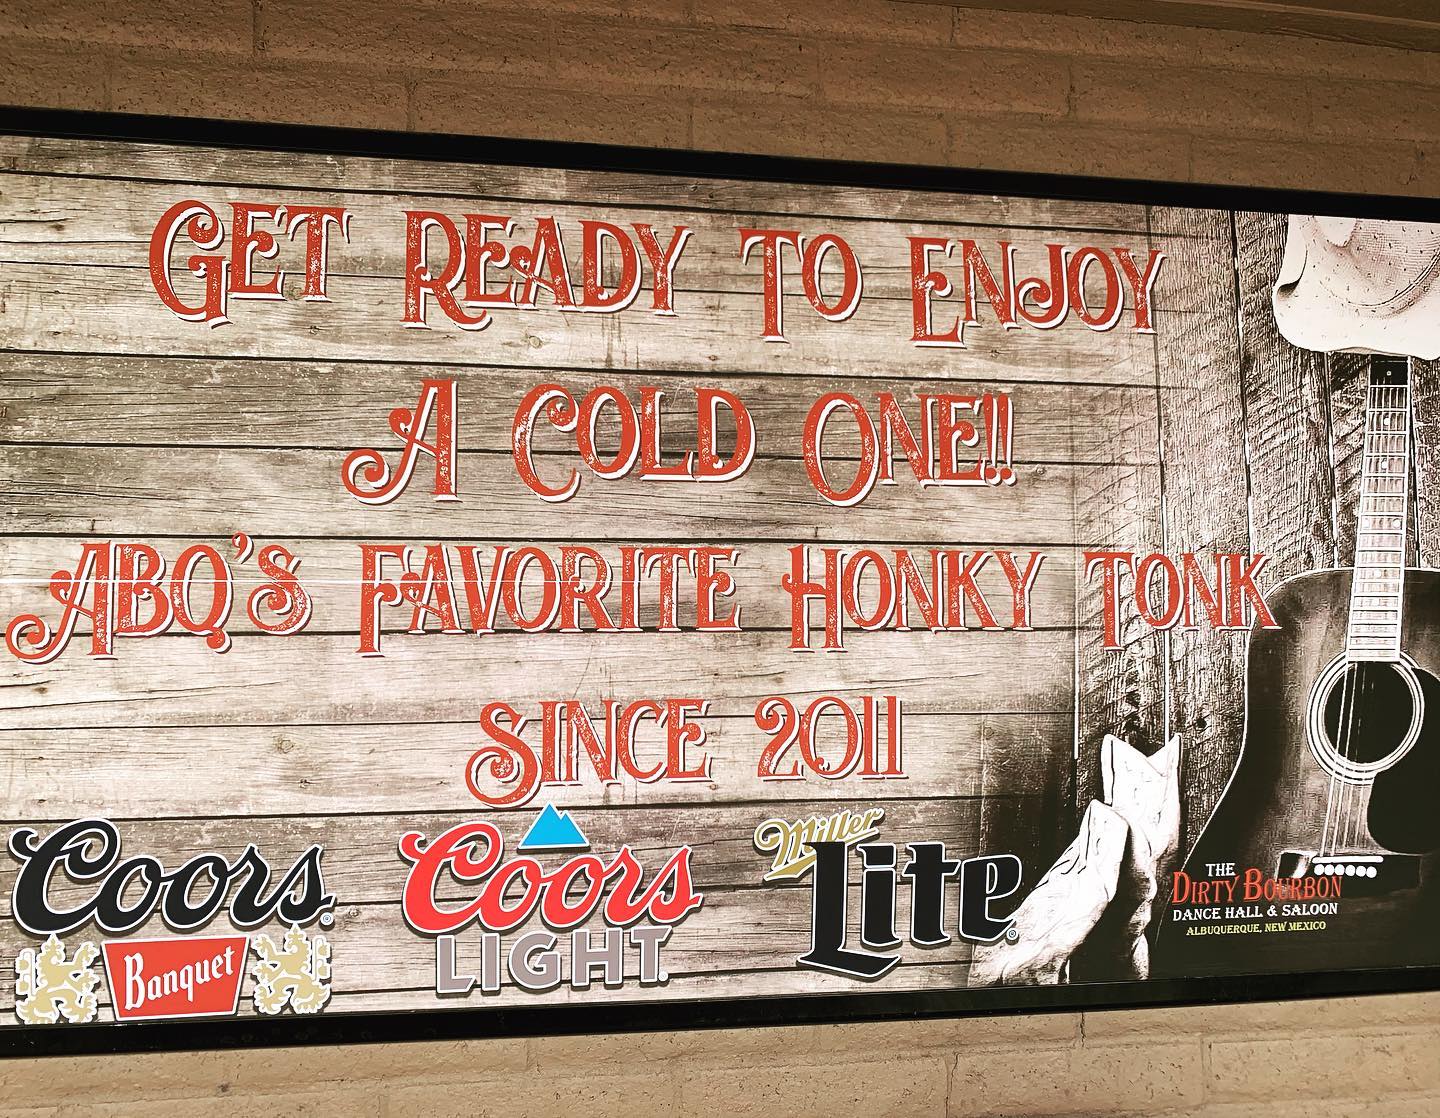 GET READY TO ENJOY
A COLD ONE!!
ABQ'S FAVORITE HONKY TONK
SINCE 2011
Coors®
Banquet
Coors
LIGHT
Miller
Lite®
THE
DIRTY BOURBON
DANCE HALL & SALOON
ALBUQUERQUE, NEW MEXICO